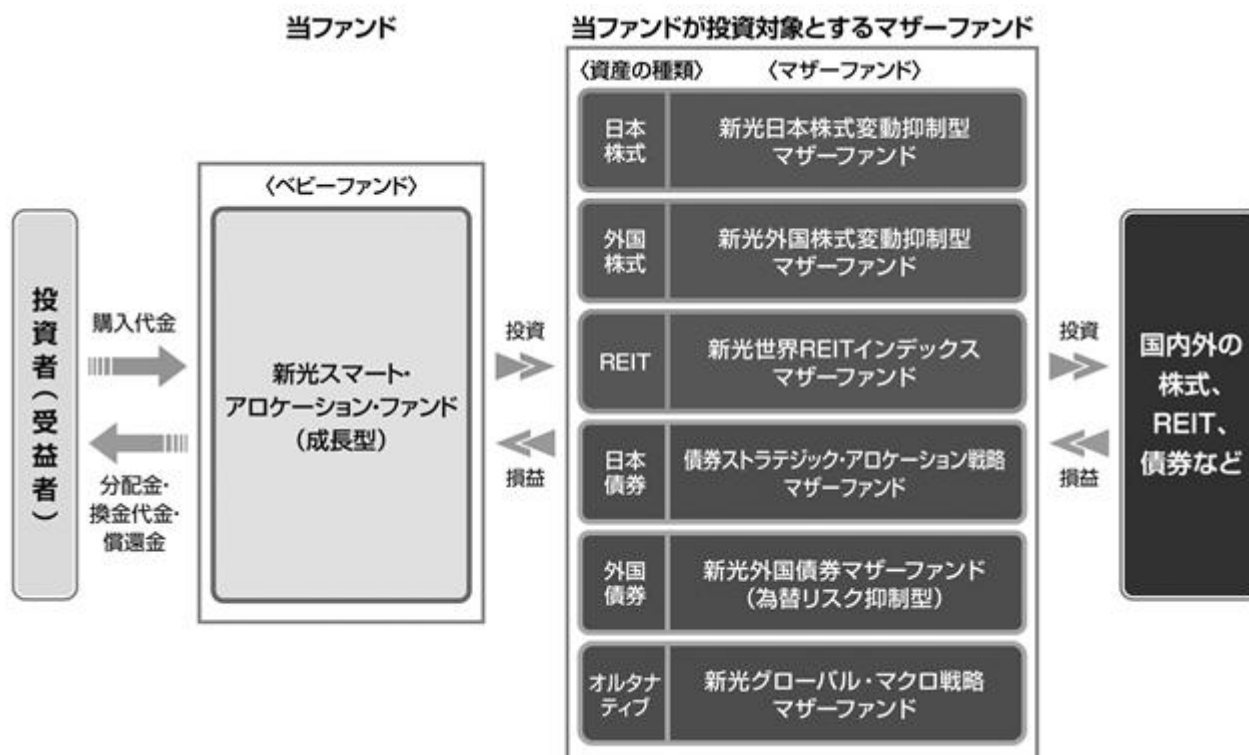 当ファンド
当ファンドが投資対象とするマザーファンド
〈ベビーファンド〉
〈資産の種類〉
〈マザーファンド〉
投資者(受益者)
購入代金
分配金・
換金代金・
償還金
新光スマート・
アロケーション・ファンド
(成長型)
投資
損益
日本
株式
新光日本株式変動抑制型
マザーファンド
外国
株式
新光外国株式変動抑制型
マザーファンド
REIT
新光世界REITインデックス
マザーファンド
日本
債券
債券ストラテジック・アロケーション戦略
マザーファンド
外国
債券
新光外国債券マザーファンド
(為替リスク抑制型)
オルタナ
ティブ
新光グローバル・マクロ戦略
マザーファンド
投資
損益
国内外の
株式、
REIT、
債券など